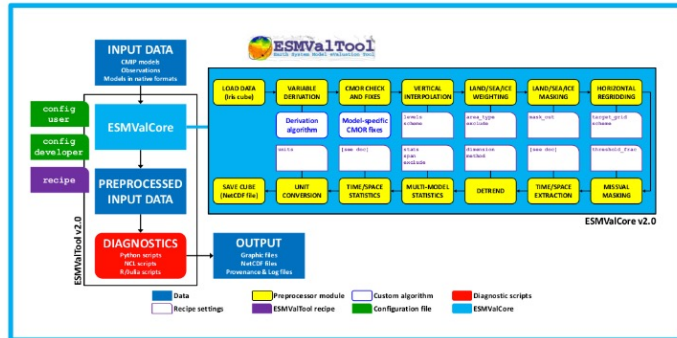 ESMValTool
Earth System Model eValuation Tool
INPUT DATA
CMIP models
Observations
Models in native formats
config
user
config
developer
recipe
ESMValCore
PREPROCESSED
INPUT DATA
DIAGNOSTICS
Python scripts
NCL scripts
R/Julia scripts
ESMValTool v2.0
OUTPUT
Graphic files
NetCDF files
Provenance & Log files
LOAD DATA
(Iris cube)
VARIABLE
DERIVATION
CMOR CHECK
AND FIXES
VERTICAL
INTERPOLATION
LAND/SEA/ICE
WEIGHTING
LAND/SEA/ICE
MASKING
HORIZONTAL
REGRIDDING
Derivation
algorithm
Model-specific
CMOR fixes
levels
scheme
area_type
exclude
mask_out
target_grid
scheme
units
[see doc]
stats
span
exclude
dimension
method
[see doc]
threshold_frac
SAVE CUBE
(NetCDF file)
UNIT
CONVERSION
TIME/SPACE
STATISTICS
MULTI-MODEL
STATISTICS
DETREND
TIME/SPACE
EXTRACTION
MISSVAL
MASKING
ESMValCore v2.0
Data
Preprocessor module
Custom algorithm
Diagnostic scripts
Recipe settings
ESMValTool recipe
Configuration file
ESMValCore